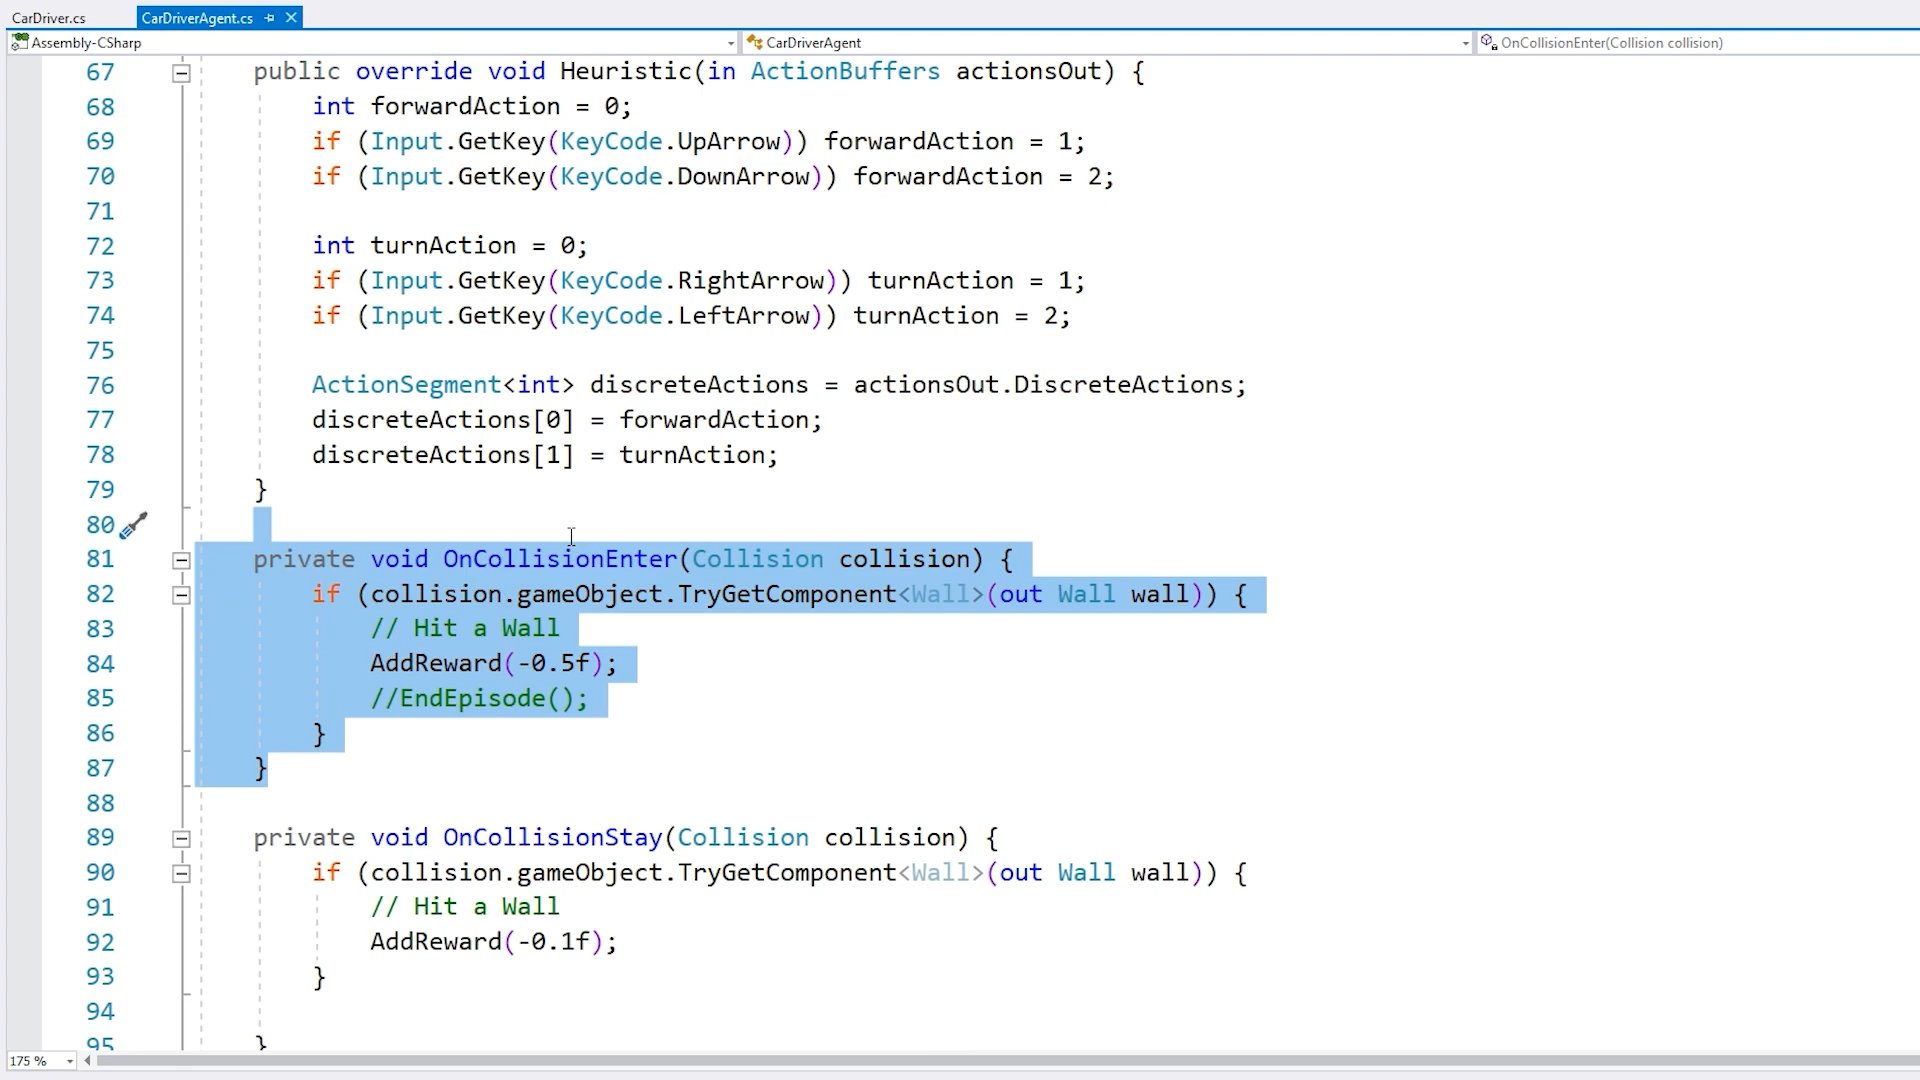 CarDriver.cs
CarDriverAgent.cs
Assembly-CSharp
CarDriverAgent
OnCollisionEnter(Collision collision)
67 public override void Heuristic(in ActionBuffers actionsOut) {
68 int forwardAction = 0;
69 if (Input.GetKey(KeyCode.UpArrow)) forwardAction = 1;
70 if (Input.GetKey(KeyCode.DownArrow)) forwardAction = 2;
71
72 int turnAction = 0;
73 if (Input.GetKey(KeyCode.RightArrow)) turnAction = 1;
74 if (Input.GetKey(KeyCode.LeftArrow)) turnAction = 2;
75
76 ActionSegment<int> discreteActions = actionsOut.DiscreteActions;
77 discreteActions[0] = forwardAction;
78 discreteActions[1] = turnAction;
79 }
80
81 private void OnCollisionEnter(Collision collision) {
82 if (collision.gameObject.TryGetComponent<Wall>(out Wall wall)) {
83 // Hit a Wall
84 AddReward(-0.5f);
85 //EndEpisode();
86 }
87 }
88
89 private void OnCollisionStay(Collision collision) {
90 if (collision.gameObject.TryGetComponent<Wall>(out Wall wall)) {
91 // Hit a Wall
92 AddReward(-0.1f);
93 }
94
95 }
175 %